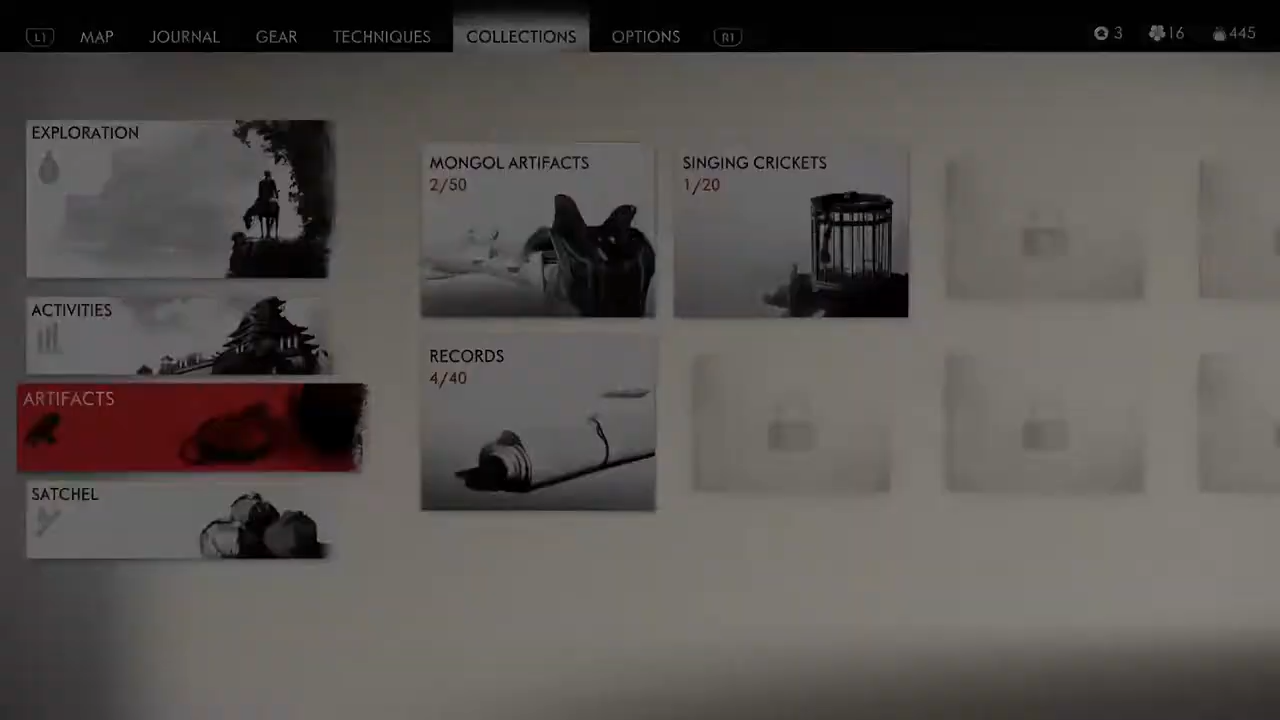 L1 MAP JOURNAL GEAR TECHNIQUES COLLECTIONS OPTIONS R1 3 16 445
EXPLORATION
ACTIVITIES
ARTIFACTS
SATCHEL
MONGOL ARTIFACTS
2/50
SINGING CRICKETS
1/20
RECORDS
4/40